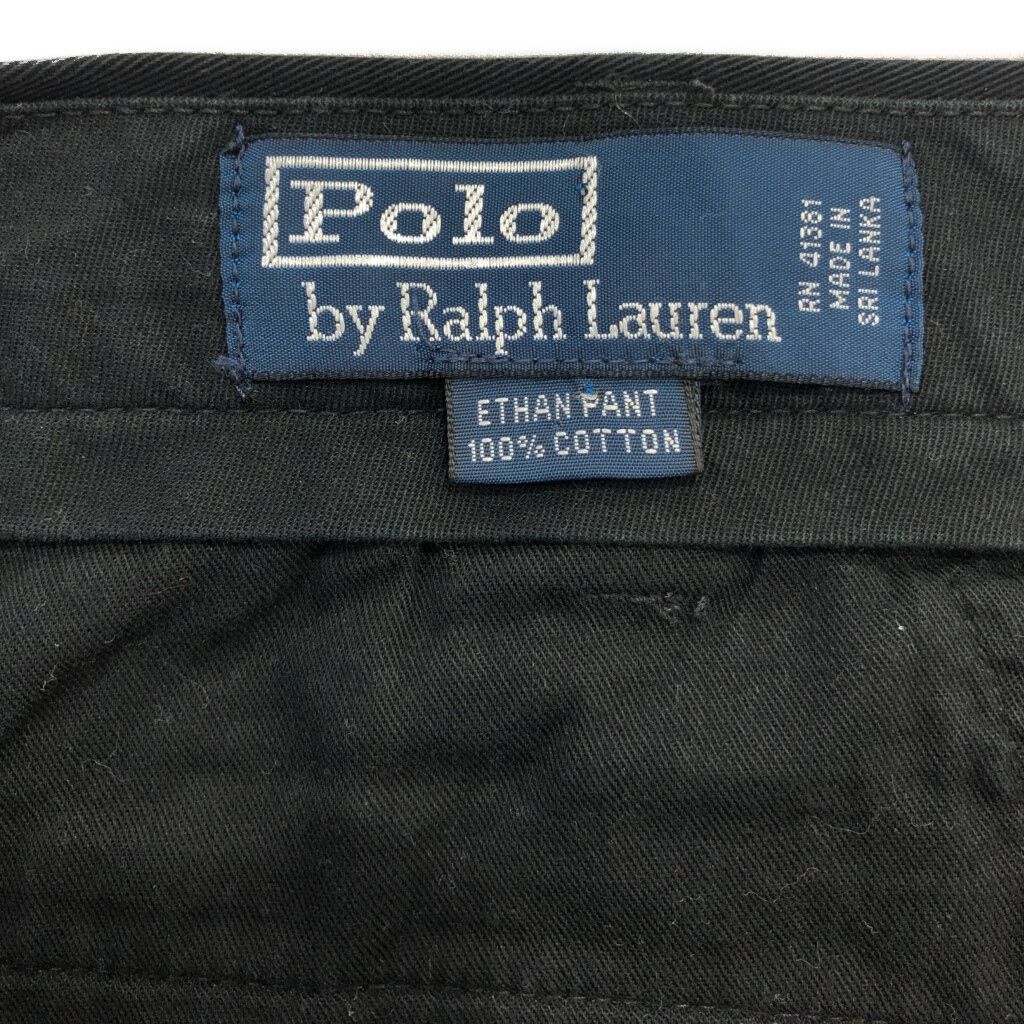 Polo
by Ralph Lauren
RN 41381
MADE IN
SRI LANKA
ETHAN PANT
100% COTTON